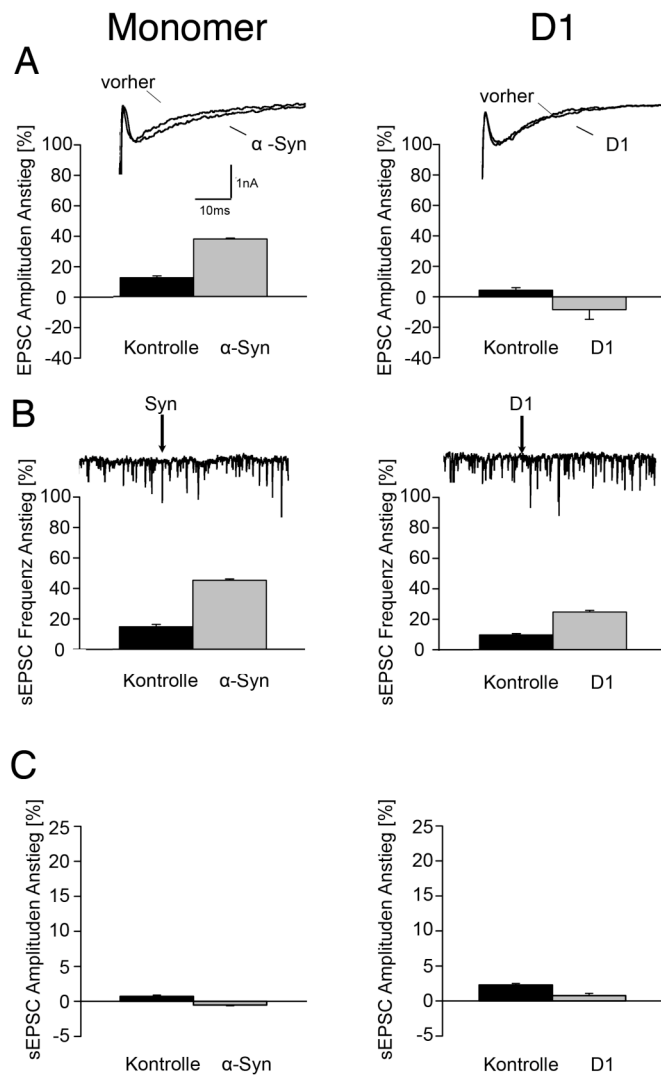 Monomer
D1
A
vorher
α -Syn
1nA
10ms
EPSC Amplituden Anstieg [%]
100
80
60
40
20
0
-20
-40
Kontrolle
α-Syn
vorher
D1
EPSC Amplituden Anstieg [%]
100
80
60
40
20
0
-20
-40
Kontrolle
D1
B
Syn
sEPSC Frequenz Anstieg [%]
100
80
60
40
20
0
Kontrolle
α-Syn
D1
sEPSC Frequenz Anstieg [%]
100
80
60
40
20
0
Kontrolle
D1
C
sEPSC Amplituden Anstieg [%]
25
20
15
10
5
0
-5
Kontrolle
α-Syn
sEPSC Amplituden Anstieg [%]
25
20
15
10
5
0
-5
Kontrolle
D1